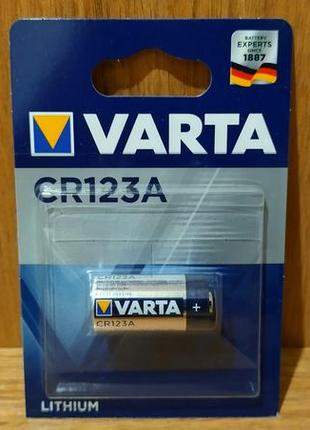 BATTERY
EXPERTS
SINCE
1887
VARTA
CR123A
CR123A
VARTA +
CR123A
LITHIUM